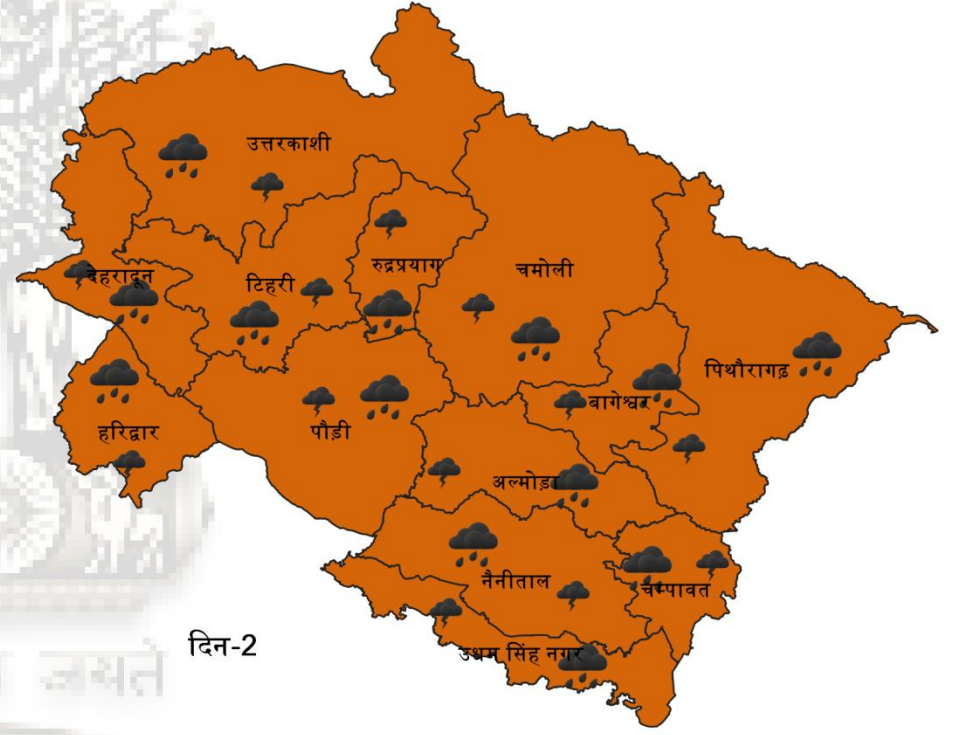 उत्तरकाशी
देहरादून
टिहरी
रुद्रप्रयाग
चमोली
पिथौरागढ़
बागेश्वर
हरिद्वार
पौड़ी
अल्मोड़ा
नैनीताल
चम्पावत
उधम सिंह नगर
दिन-2